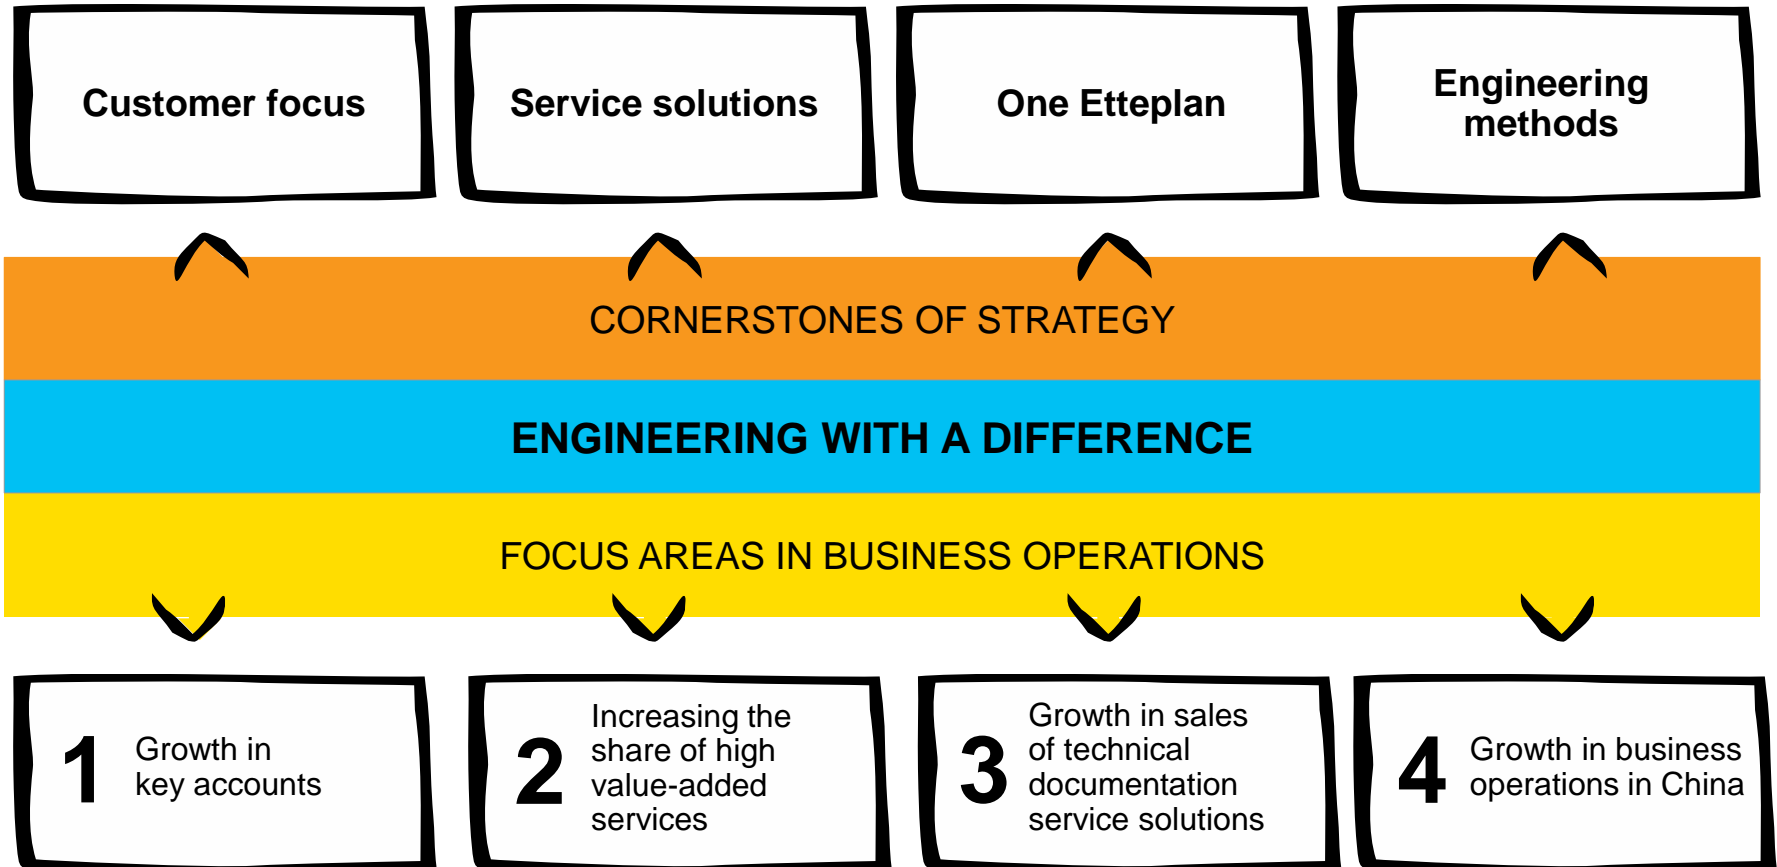 Customer focus
Service solutions
One Etteplan
Engineering
methods
CORNERSTONES OF STRATEGY
ENGINEERING WITH A DIFFERENCE
FOCUS AREAS IN BUSINESS OPERATIONS
1
Growth in
key accounts
2
Increasing the
share of high
value-added
services
3
Growth in sales
of technical
documentation
service solutions
4
Growth in business
operations in China